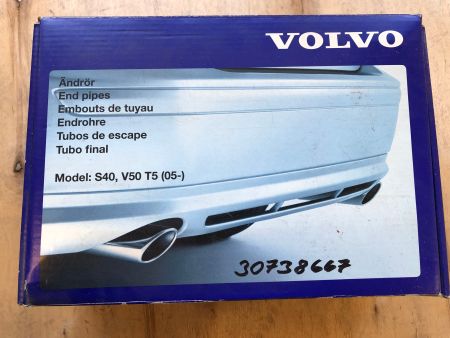 VOLVO
Ändrör
End pipes
Embouts de tuyau
Endrohre
Tubos de escape
Tubo final
Model: S40, V50 T5 (05-)
30738667